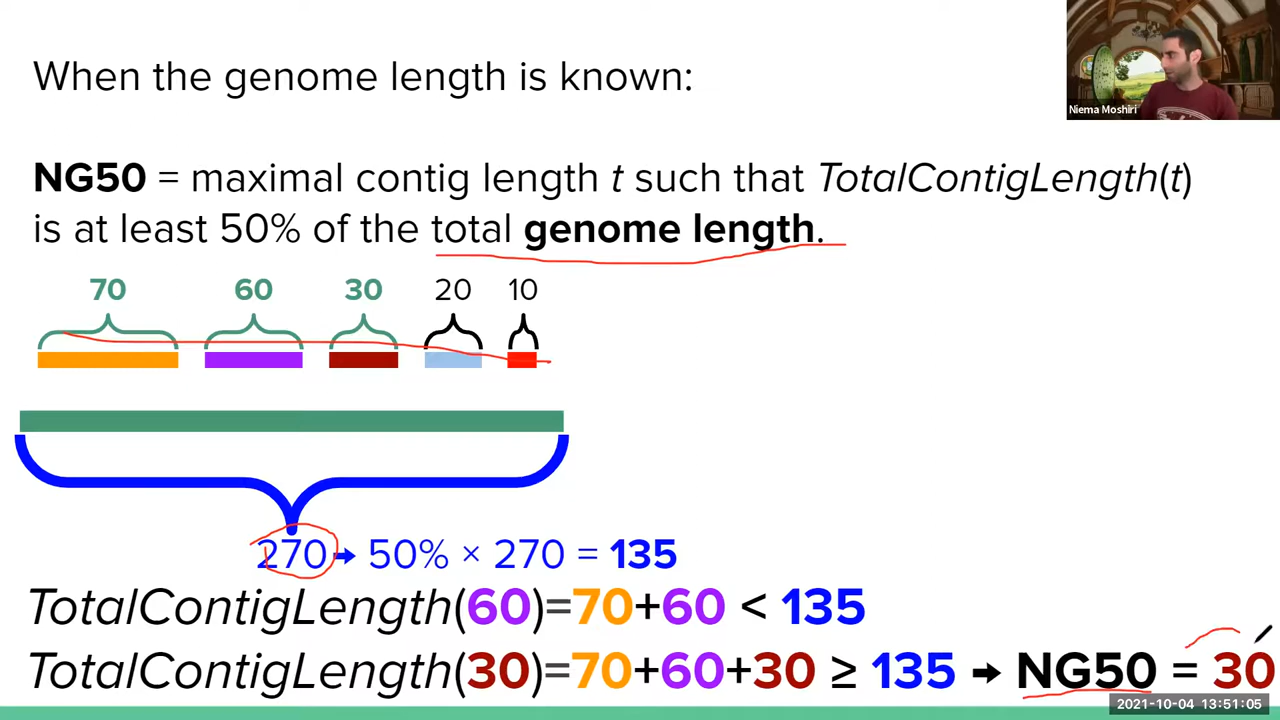 When the genome length is known:
Niema Moshiri
NG50 = maximal contig length t such that TotalContigLength(t)
is at least 50% of the total genome length.
70 60 30 20 10
270 → 50% × 270 = 135
TotalContigLength(60)=70+60 < 135
TotalContigLength(30)=70+60+30 ≥ 135 → NG50 = 30
2021-10-04 13:51:05